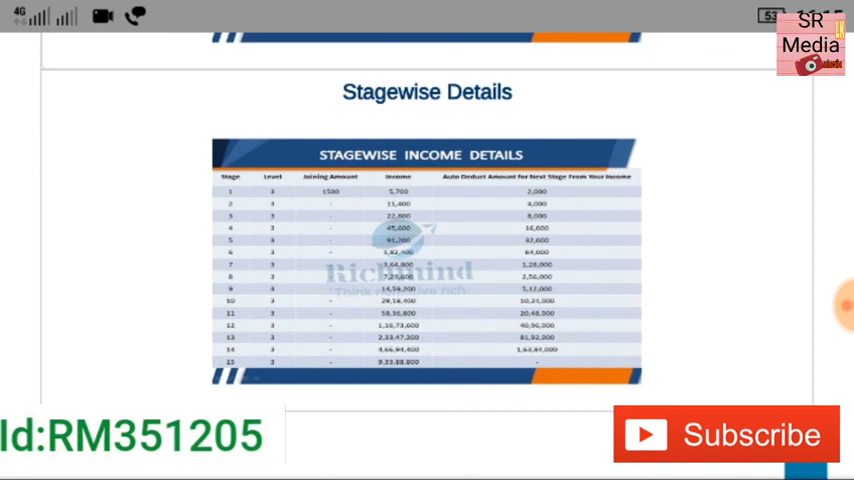 4G
53
SR
Media
Stagewise Details
STAGEWISE INCOME DETAILS
Stage Level Joining Amount Income Auto Deduct Amount for Next Stage From Your Income
1 3 1500 5,700 2,000
2 3 - 11,400 4,000
3 3 - 22,800 8,000
4 3 - 45,600 16,000
5 3 - 91,200 32,000
6 3 - 1,82,400 64,000
7 3 - 3,64,800 1,28,000
8 3 - 7,29,600 2,56,000
9 3 - 14,59,200 5,12,000
10 3 - 29,18,400 10,24,000
11 3 - 58,36,800 20,48,000
12 3 - 1,16,73,600 40,96,000
13 3 - 2,33,47,200 81,92,000
14 3 - 4,66,94,400 1,63,84,000
15 3 - 9,33,88,800 -
Richmind
Id:RM351205
Subscribe